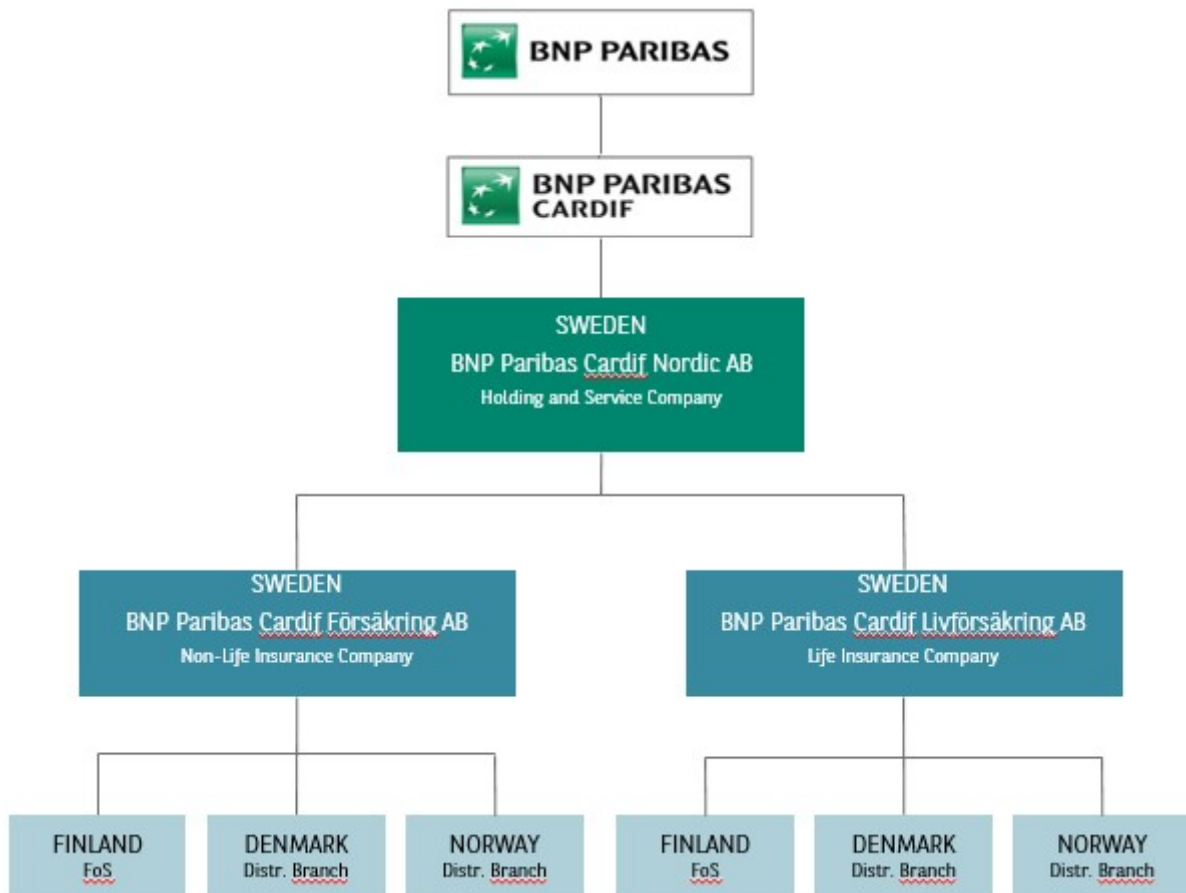 BNP PARIBAS
BNP PARIBAS
CARDIF
SWEDEN
BNP Paribas Cardif Nordic AB
Holding and Service Company
SWEDEN
BNP Paribas Cardif Försäkring AB
Non-Life Insurance Company
SWEDEN
BNP Paribas Cardif Livförsäkring AB
Life Insurance Company
FINLAND
FoS
DENMARK
Distr. Branch
NORWAY
Distr. Branch
FINLAND
FoS
DENMARK
Distr. Branch
NORWAY
Distr. Branch